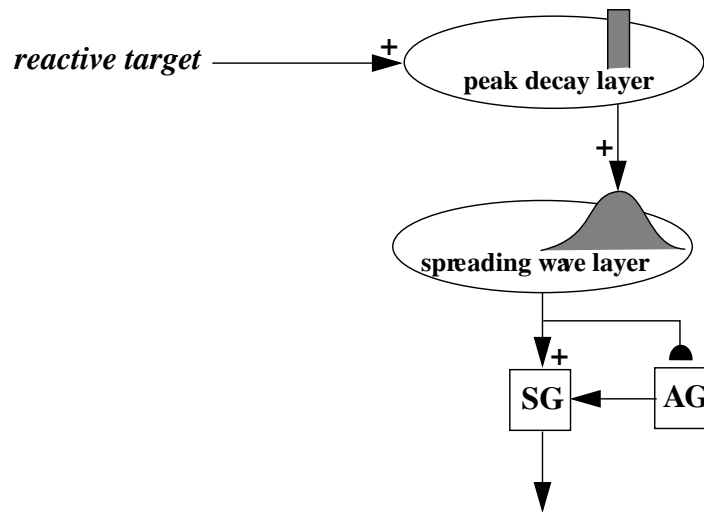 reactive target
+
peak decay layer
+
spreading wave layer
+
SG
AG